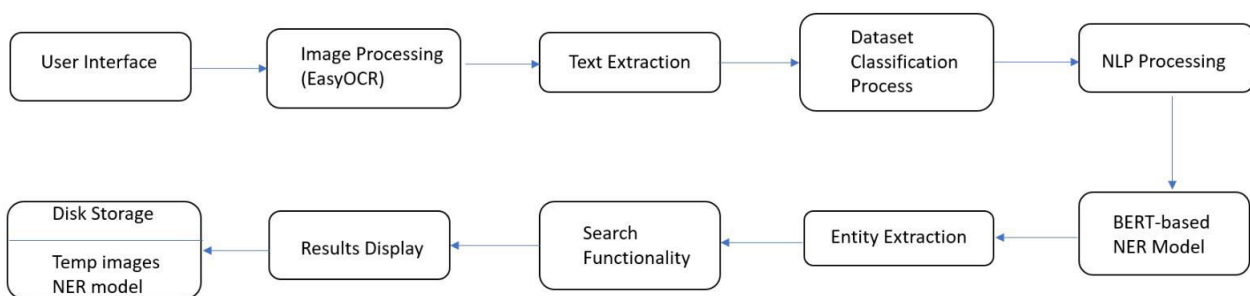 User Interface
Image Processing
(EasyOCR)
Text Extraction
Dataset
Classification
Process
NLP Processing
BERT-based
NER Model
Entity Extraction
Search
Functionality
Results Display
Disk Storage
Temp images
NER model